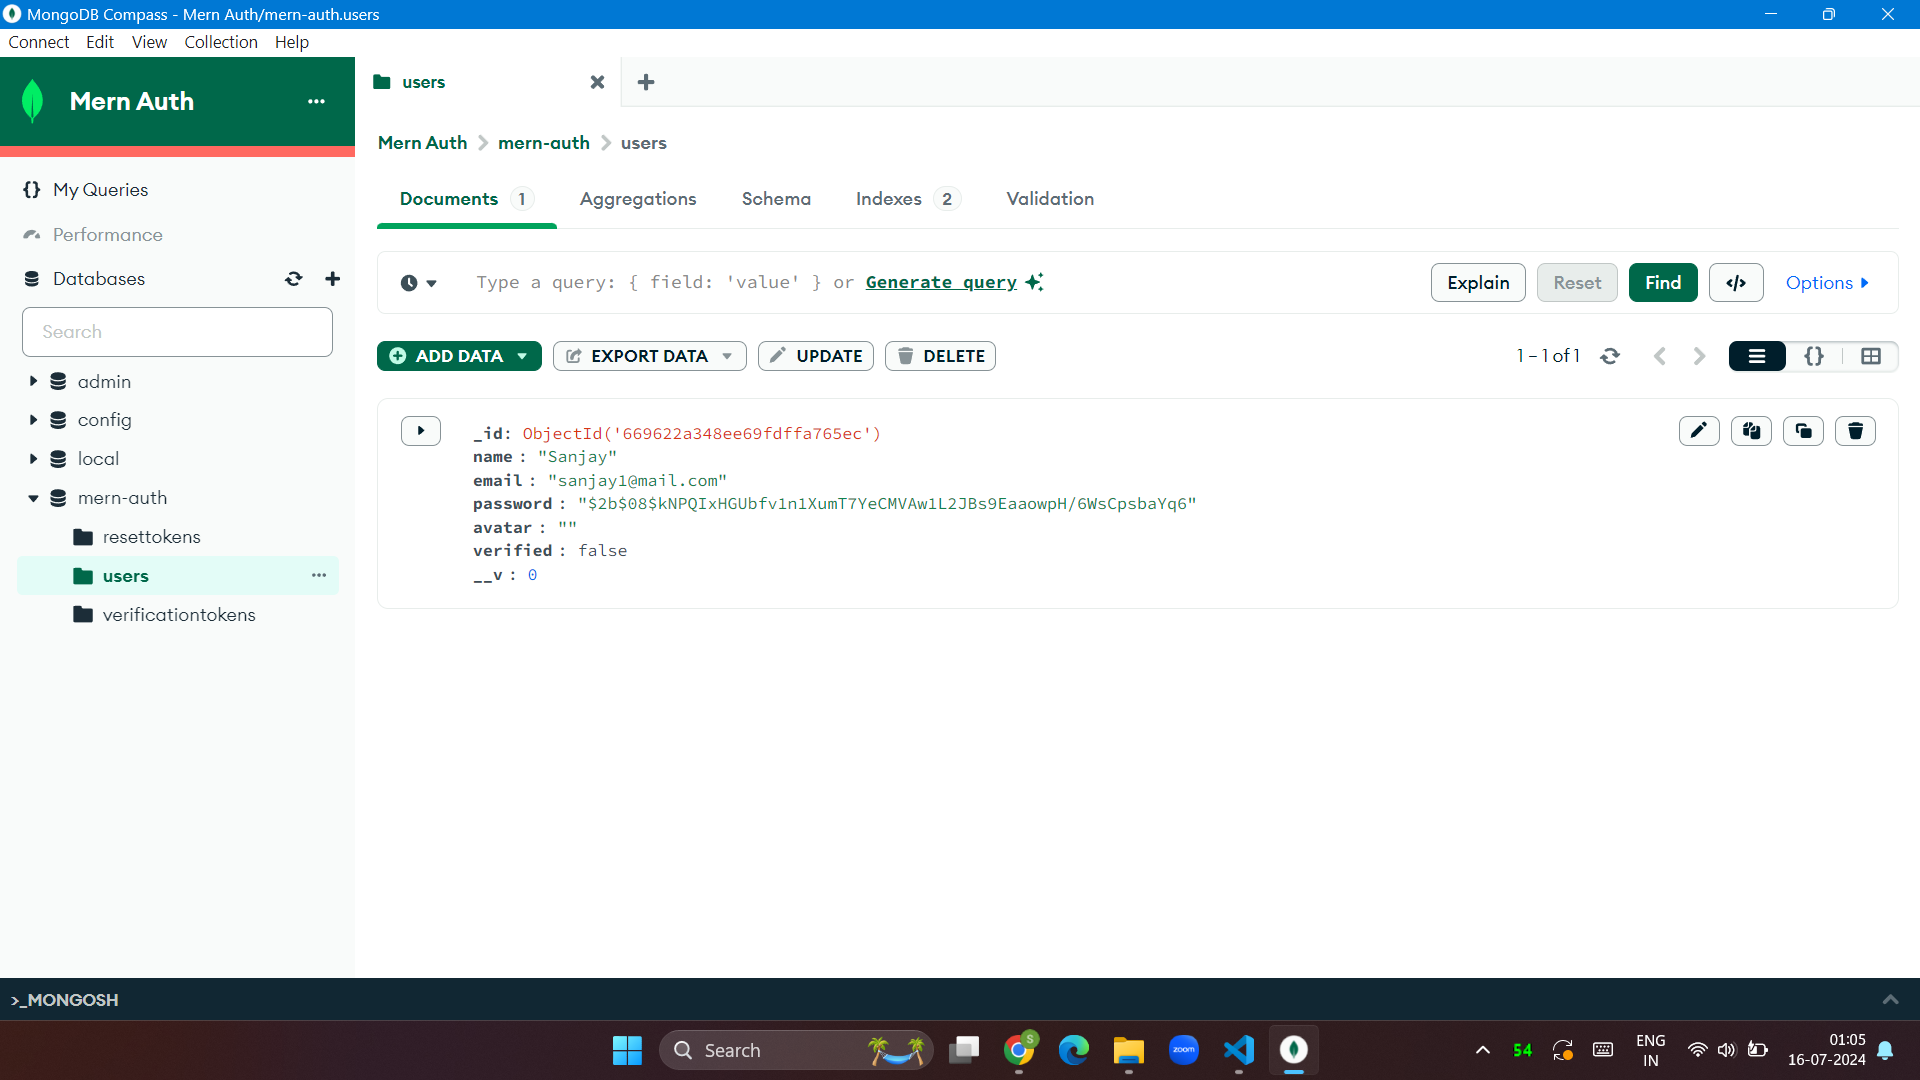 MongoDB Compass - Mern Auth/mern-auth.users
Connect Edit View Collection Help
Mern Auth
users
Mern Auth mern-auth users
My Queries
Performance
Databases
Search
admin
config
local
mern-auth
resettokens
users
verificationtokens
Documents 1 Aggregations Schema Indexes 2 Validation
Type a query: { field: 'value' } or Generate query
Explain Reset Find </> Options
ADD DATA EXPORT DATA UPDATE DELETE
1 – 1 of 1
_id: ObjectId('669622a348ee69fdffa765ec')
name : "Sanjay"
email : "sanjay1@mail.com"
password : "$2b$08$kNPQIxHGUbfv1n1XumT7YeCMVAw1L2JBs9EaaowpH/6WsCpsbaYq6"
avatar : ""
verified : false
__v : 0
>_MONGOSH
Search
S
zoom
54
ENG
IN
01:05
16-07-2024